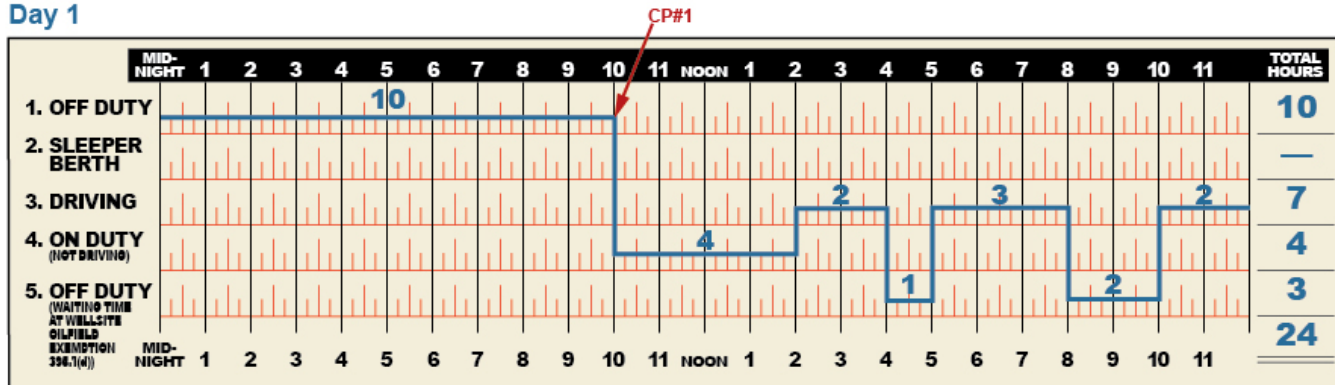 Day 1
CP#1
MID-NIGHT 1 2 3 4 5 6 7 8 9 10 11 NOON 1 2 3 4 5 6 7 8 9 10 11 TOTAL HOURS
1. OFF DUTY 10 10
2. SLEEPER BERTH —
3. DRIVING 2 3 2 7
4. ON DUTY 4 4
(NOT DRIVING)
5. OFF DUTY 1 2 3
(WAITING TIME
AT WELLSITE
OILFIELD
EXEMPTION
24
MID-NIGHT 1 2 3 4 5 6 7 8 9 10 11 NOON 1 2 3 4 5 6 7 8 9 10 11